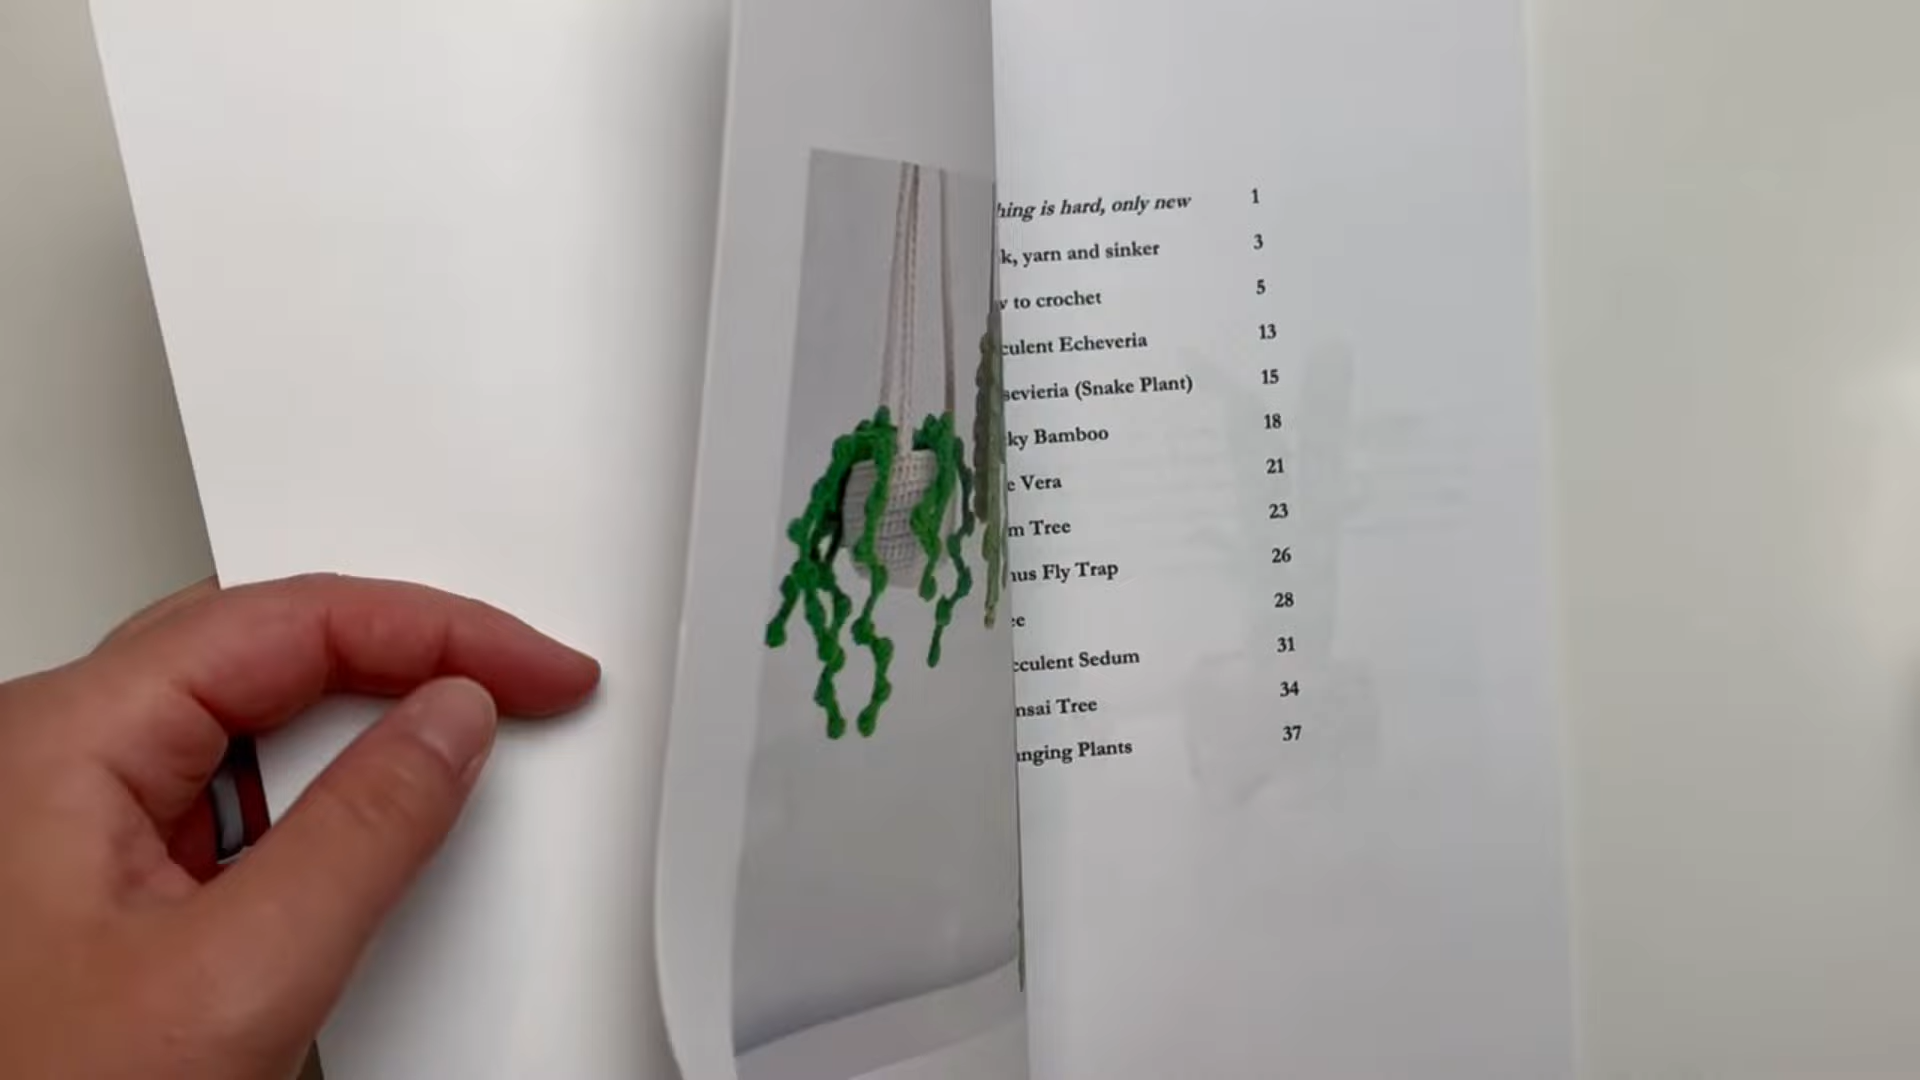 hing is hard, only new 1
k, yarn and sinker 3
w to crochet 5
culent Echeveria 13
sevieria (Snake Plant) 15
ky Bamboo 18
e Vera 21
m Tree 23
nus Fly Trap 26
ee 28
cculent Sedum 31
nsai Tree 34
anging Plants 37